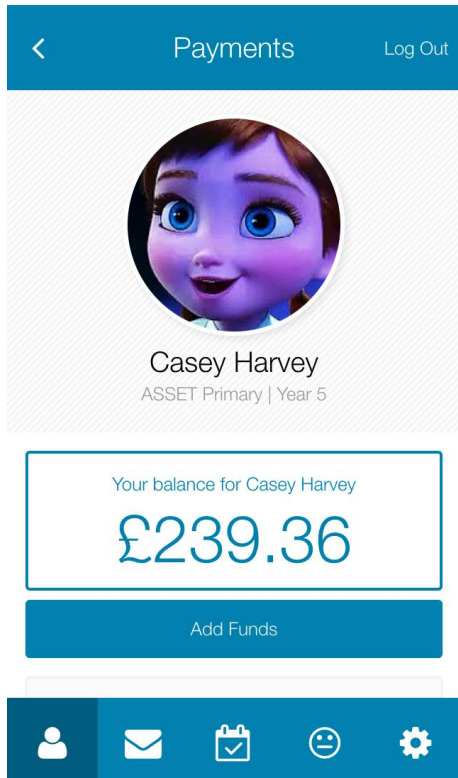 Payments
Log Out
Casey Harvey
ASSET Primary | Year 5
Your balance for Casey Harvey
£239.36
Add Funds